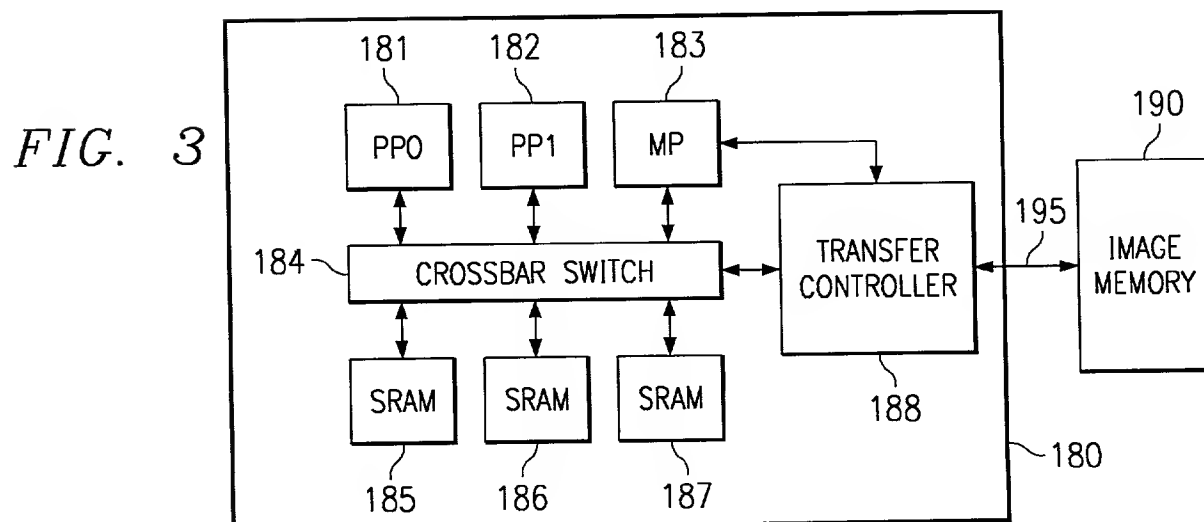 FIG. 3
181
182
183
190
PP0
PP1
MP
195
184
CROSSBAR SWITCH
TRANSFER
CONTROLLER
IMAGE
MEMORY
SRAM
SRAM
SRAM
188
180
185
186
187